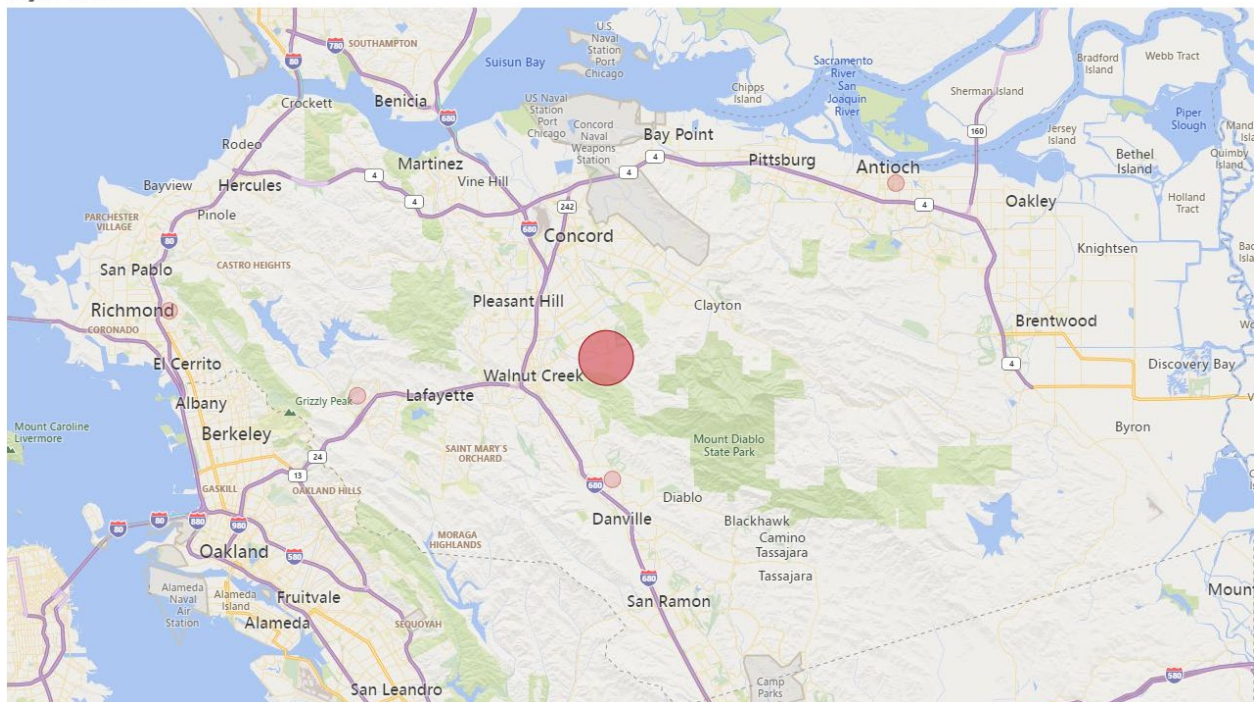 SOUTHAMPTON
780
80
Crockett
Benicia
680
Suisun Bay
U.S.
Naval
Station
Port
Chicago
US Naval
Station
Port
Chicago
Concord
Naval
Weapons
Station
Chipps
Island
Bay Point
Sacramento
River
San
Joaquin
River
Sherman Island
Bradford
Island
Webb Tract
160
Jersey
Island
Piper
Slough
Bethel
Island
Quimby
Island
Holland
Tract
Rodeo
Bayview
Hercules
Pinole
PARCHESTER
VILLAGE
80
4
Martinez
Vine Hill
4
4
4
242
680
Concord
Pittsburg
Antioch
4
Oakley
Knightsen
San Pablo
CASTRO HEIGHTS
Richmond
CORONADO
El Cerrito
Pleasant Hill
Clayton
Brentwood
4
Discovery Bay
Byron
Walnut Creek
Albany
Grizzly Peak
Lafayette
Berkeley
Mount Caroline
Livermore
24
13
SAINT MARY'S
ORCHARD
Mount Diablo
State Park
GASKILL
OAKLAND HILLS
680
Diablo
Danville
Blackhawk
Camino
Tassajara
Tassajara
80
80
880
980
580
Oakland
MORAGA
HIGHLANDS
Alameda
Naval
Air
Station
Alameda
Island
Fruitvale
Alameda
SEQUOYAH
680
San Ramon
San Leandro
Camp
Parks
580